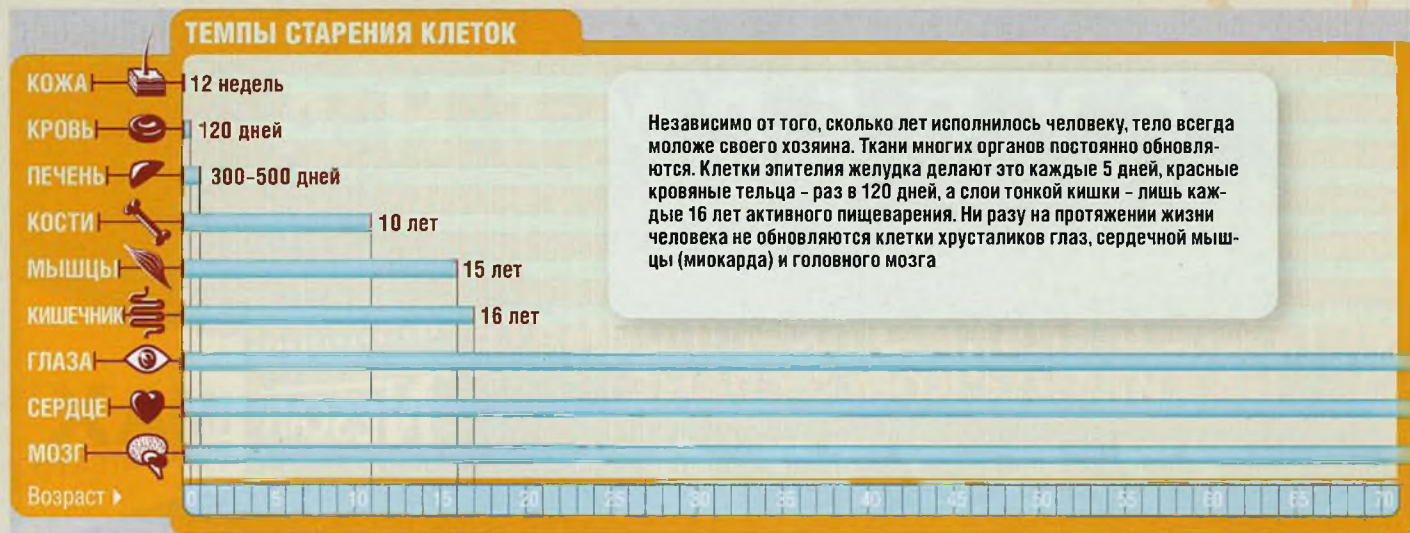 ТЕМПЫ СТАРЕНИЯ КЛЕТОК
КОЖА 12 недель
КРОВЬ 120 дней
ПЕЧЕНЬ 300-500 дней
КОСТИ 10 лет
МЫШЦЫ 15 лет
КИШЕЧНИК 16 лет
ГЛАЗА
СЕРДЦЕ
МОЗГ
Возраст 0 5 10 15 20 25 30 35 40 45 50 55 60 65 70
Независимо от того, сколько лет исполнилось человеку, тело всегда
моложе своего хозяина. Ткани многих органов постоянно обновля-
ются. Клетки эпителия желудка делают это каждые 5 дней, красные
кровяные тельца – раз в 120 дней, а слои тонкой кишки – лишь каж-
дые 16 лет активного пищеварения. Ни разу на протяжении жизни
человека не обновляются клетки хрусталиков глаз, сердечной мыш-
цы (миокарда) и головного мозга